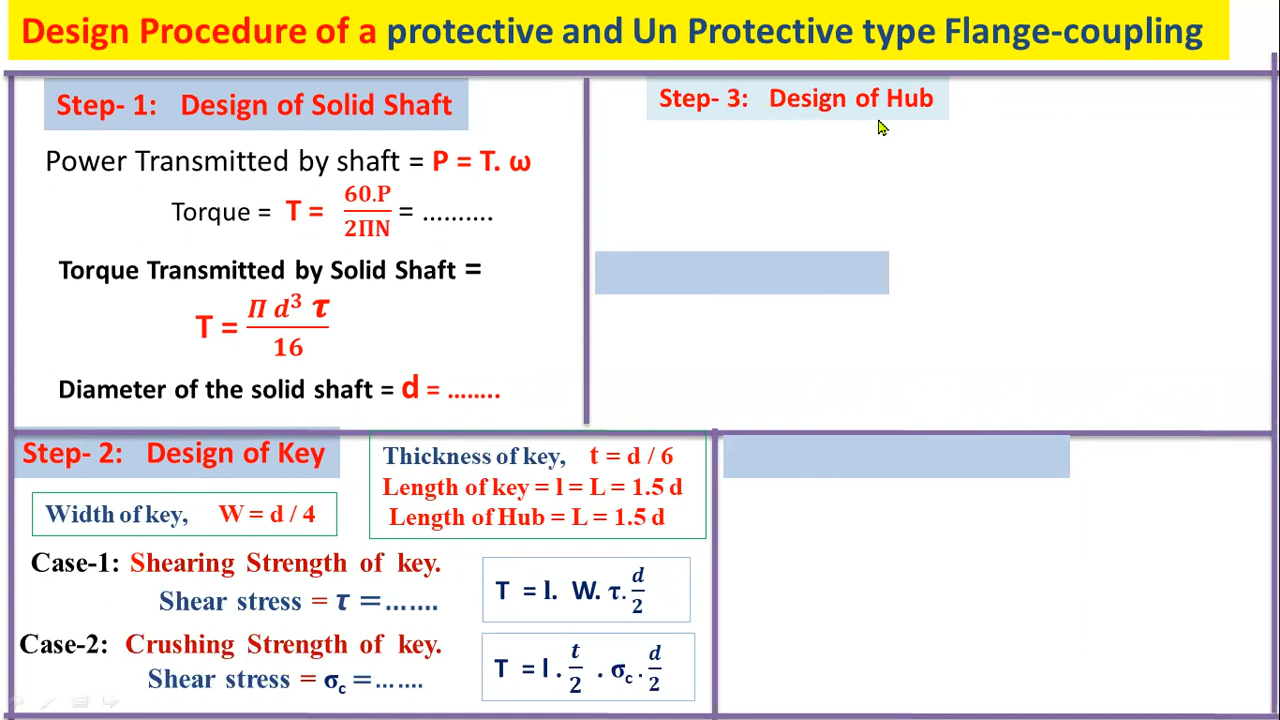 Design Procedure of a protective and Un Protective type Flange-coupling
Step- 1: Design of Solid Shaft
Power Transmitted by shaft = P = T. ω
Torque = T = 60.P / 2ΠN = ..........
Torque Transmitted by Solid Shaft =
T = Π d³ τ / 16
Diameter of the solid shaft = d = ........
Step- 2: Design of Key
Width of key, W = d / 4
Thickness of key, t = d / 6
Length of key = l = L = 1.5 d
Length of Hub = L = 1.5 d
Case-1: Shearing Strength of key.
Shear stress = τ = .......
T = l. W. τ. d/2
Case-2: Crushing Strength of key.
Shear stress = σc = .......
T = l . t/2 . σc . d/2
Step- 3: Design of Hub